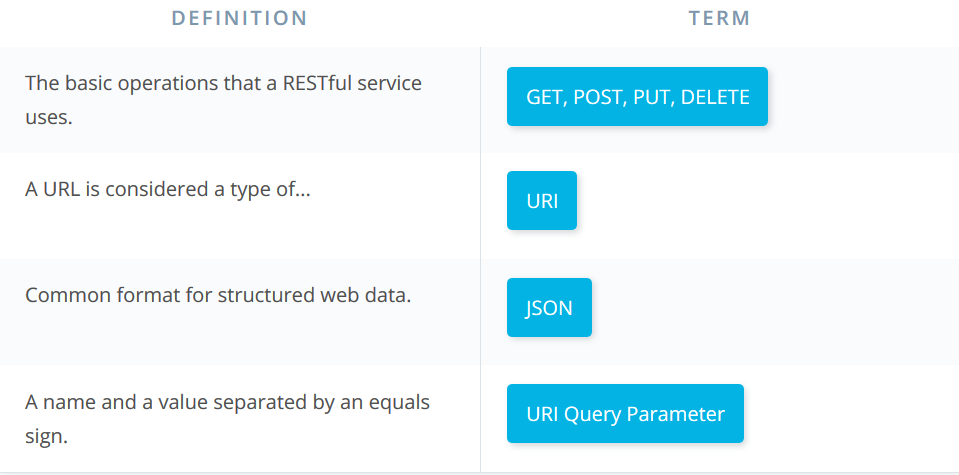 DEFINITION TERM
The basic operations that a RESTful service
uses.
GET, POST, PUT, DELETE
A URL is considered a type of...
URI
Common format for structured web data.
JSON
A name and a value separated by an equals
sign.
URI Query Parameter